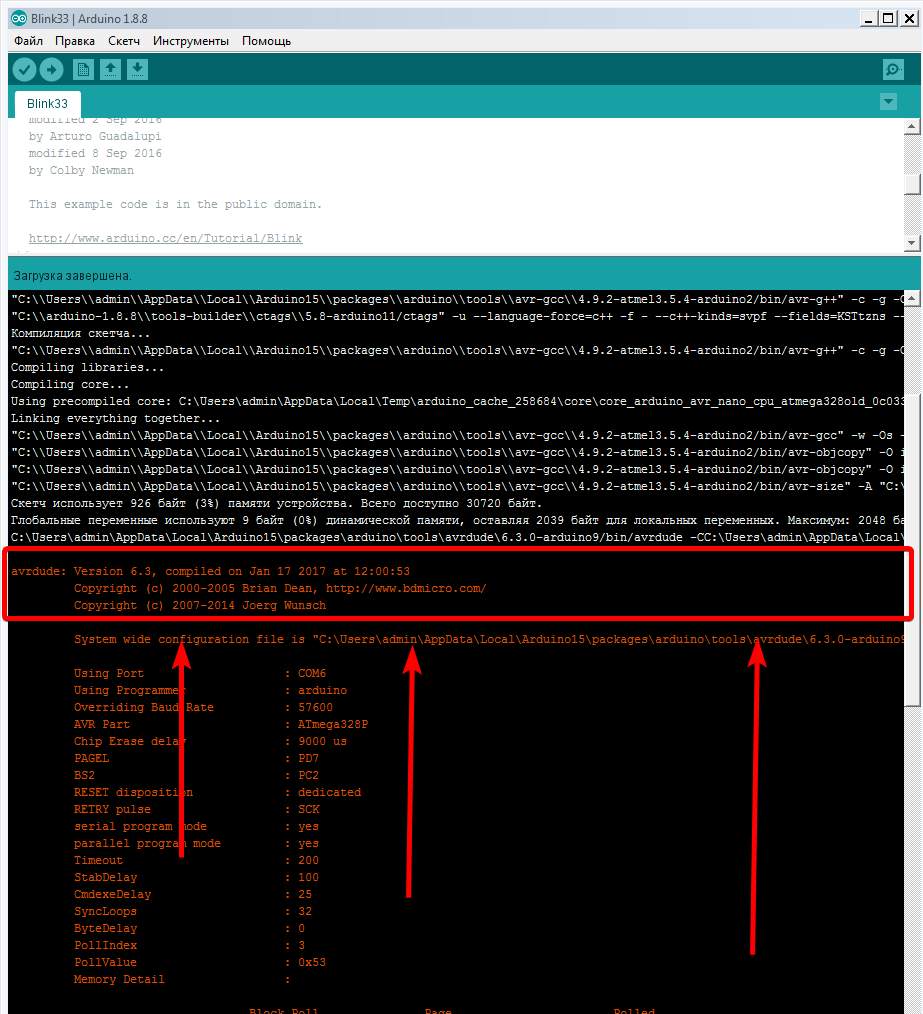 Blink33 | Arduino 1.8.8
Файл Правка Скетч Инструменты Помощь
Blink33
modified 2 Sep 2016
by Arturo Guadalupi
modified 8 Sep 2016
by Colby Newman
This example code is in the public domain.
http://www.arduino.cc/en/Tutorial/Blink
Загрузка завершена.
"C:\\Users\\admin\\AppData\\Local\\Arduino15\\packages\\arduino\\tools\\avr-gcc\\4.9.2-atmel3.5.4-arduino2/bin/avr-g++" -c -g
"C:\\arduino-1.8.8\\tools-builder\\ctags\\5.8-arduino11/ctags" -u --language-force=c++ -f - --c++-kinds=svpf --fields=KSTtzns --
Компиляция скетча...
"C:\\Users\\admin\\AppData\\Local\\Arduino15\\packages\\arduino\\tools\\avr-gcc\\4.9.2-atmel3.5.4-arduino2/bin/avr-g++" -c -g
Compiling libraries...
Compiling core...
Using precompiled core: C:\Users\admin\AppData\Local\Temp\arduino_cache_258684\core\core_arduino_avr_nano_cpu_atmega328old_0c033
Linking everything together...
"C:\\Users\\admin\\AppData\\Local\\Arduino15\\packages\\arduino\\tools\\avr-gcc\\4.9.2-atmel3.5.4-arduino2/bin/avr-gcc" -w -Os -
"C:\\Users\\admin\\AppData\\Local\\Arduino15\\packages\\arduino\\tools\\avr-gcc\\4.9.2-atmel3.5.4-arduino2/bin/avr-objcopy" -O i
"C:\\Users\\admin\\AppData\\Local\\Arduino15\\packages\\arduino\\tools\\avr-gcc\\4.9.2-atmel3.5.4-arduino2/bin/avr-objcopy" -O i
"C:\\Users\\admin\\AppData\\Local\\Arduino15\\packages\\arduino\\tools\\avr-gcc\\4.9.2-atmel3.5.4-arduino2/bin/avr-size" -A "C:\
Скетч использует 926 байт (3%) памяти устройства. Всего доступно 30720 байт.
Глобальные переменные используют 9 байт (0%) динамической памяти, оставляя 2039 байт для локальных переменных. Максимум: 2048 ба
C:\Users\admin\AppData\Local\Arduino15\packages\arduino\tools\avrdude\6.3.0-arduino9/bin/avrdude -CC:\Users\admin\AppData\Local\
avrdude: Version 6.3, compiled on Jan 17 2017 at 12:00:53
Copyright (c) 2000-2005 Brian Dean, http://www.bdmicro.com/
Copyright (c) 2007-2014 Joerg Wunsch
System wide configuration file is "C:\Users\admin\AppData\Local\Arduino15\packages\arduino\tools\avrdude\6.3.0-arduino9
Using Port : COM6
Using Programmer : arduino
Overriding Baud Rate : 57600
AVR Part : ATmega328P
Chip Erase delay : 9000 us
PAGEL : PD7
BS2 : PC2
RESET disposition : dedicated
RETRY pulse : SCK
serial program mode : yes
parallel program mode : yes
Timeout : 200
StabDelay : 100
CmdexeDelay : 25
SyncLoops : 32
ByteDelay : 0
PollIndex : 3
PollValue : 0x53
Memory Detail :
Block Poll Page Polled